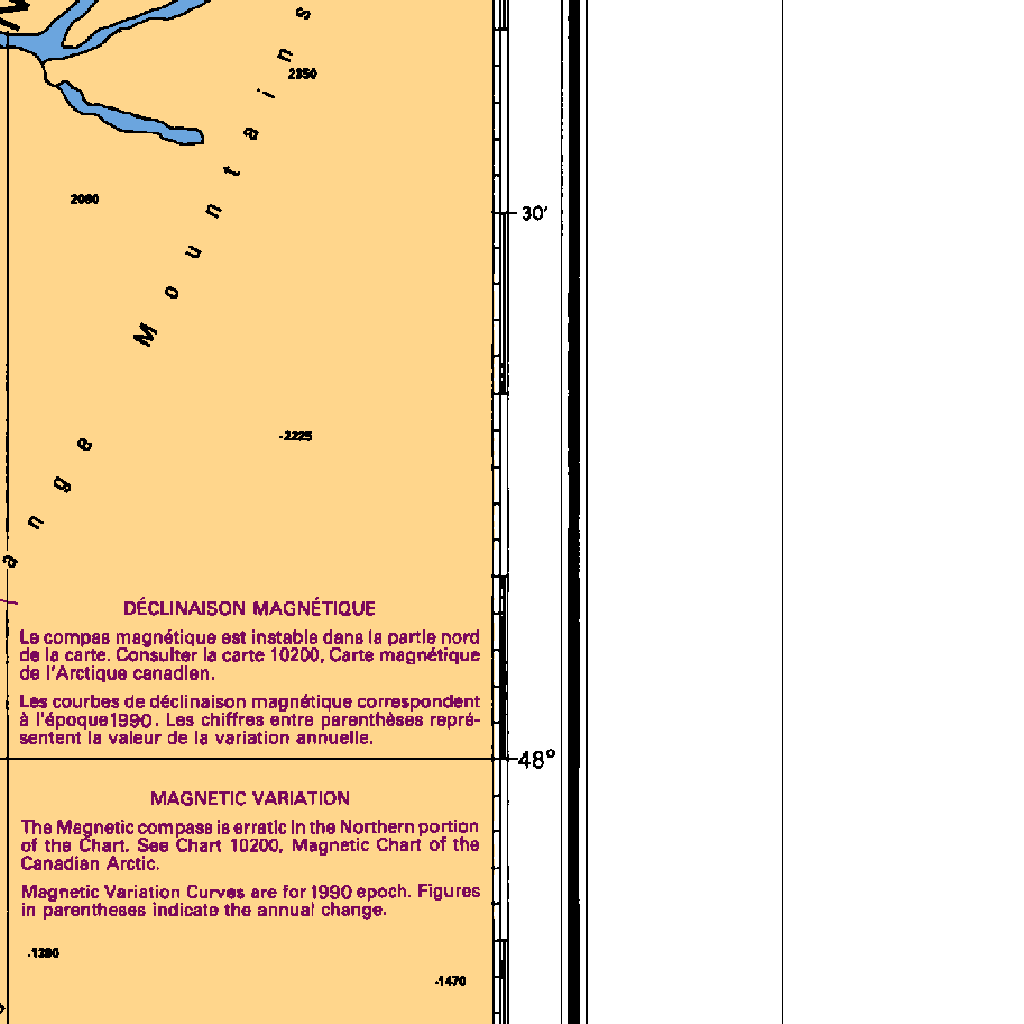 2350
2080
30'
Mountains
-2225
ange
DÉCLINAISON MAGNÉTIQUE
Le compas magnétique est instable dans la partie nord
de la carte. Consulter la carte 10200, Carte magnétique
de l'Arctique canadien.
Les courbes de déclinaison magnétique correspondent
à l'époque 1990. Les chiffres entre parenthèses repré-
sentent la valeur de la variation annuelle.
48°
MAGNETIC VARIATION
The Magnetic compass is erratic in the Northern portion
of the Chart. See Chart 10200, Magnetic Chart of the
Canadian Arctic.
Magnetic Variation Curves are for 1990 epoch. Figures
in parentheses indicate the annual change.
-1470